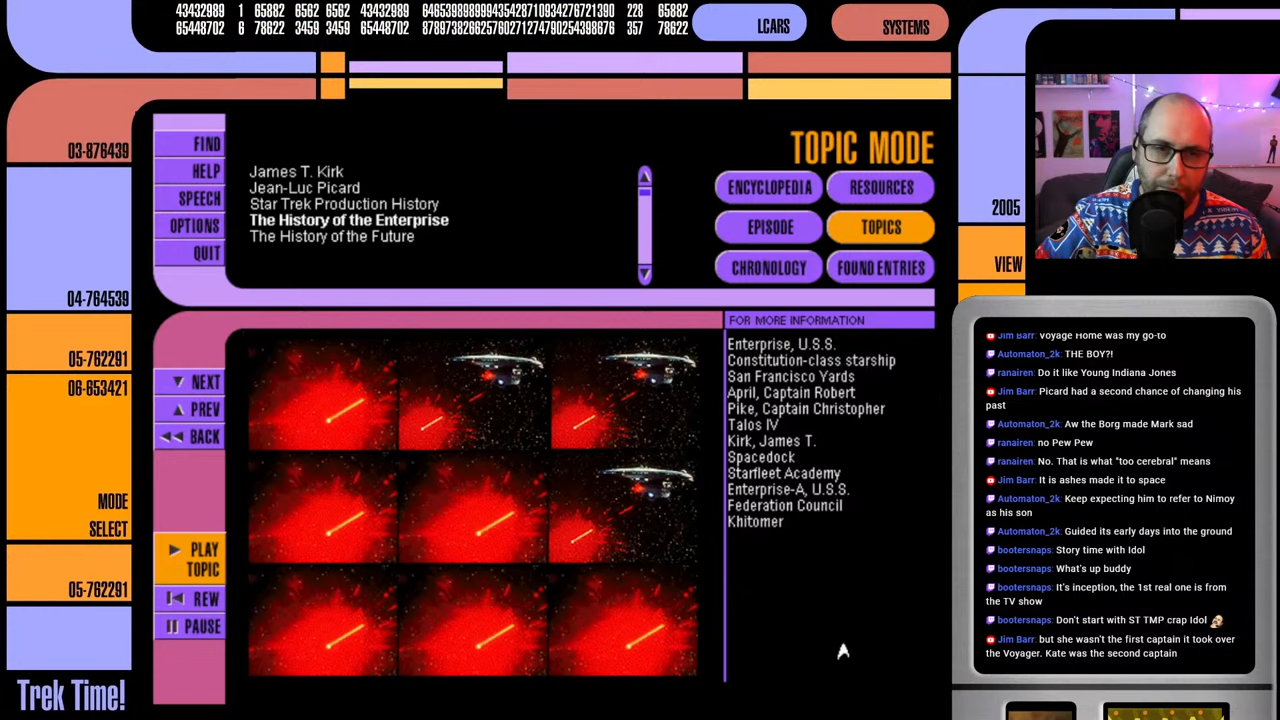 43432989 1 65882 6562 6562 43432989 64653989899943542871093427672139​0 228 65882
65448702 6 78622 3459 3459 65448702 357 78622
LCARS
SYSTEMS
03-876439
04-764539
05-762291
06-653421
MODE
SELECT
05-762291
Trek Time!
FIND
HELP
SPEECH
OPTIONS
QUIT
James T. Kirk
Jean-Luc Picard
Star Trek Production History
The History of the Enterprise
The History of the Future
TOPIC MODE
ENCYCLOPEDIA
RESOURCES
EPISODE
TOPICS
CHRONOLOGY
FOUND ENTRIES
2005
VIEW
NEXT
PREV
BACK
PLAY
TOPIC
REW
PAUSE
FOR MORE INFORMATION
Enterprise, U.S.S.
Constitution-class starship
San Francisco Yards
April, Captain Robert
Pike, Captain Christopher
Talos IV
Kirk, James T.
Spacedock
Starfleet Academy
Enterprise-A, U.S.S.
Federation Council
Khitomer
Jim Barr: Voyage Home was my go-to
Automaton_2k: THE BOY?!
ranairen: Do it like Young Indiana Jones
Jim Barr: Picard had a second chance of changing his
past
Automaton_2k: Aw the Borg made Mark sad
ranairen: no Pew Pew
ranairen: No. That is what "too cerebral" means
Jim Barr: It is ashes made it to space
Automaton_2k: Keep expecting him to refer to Nimoy
as his son
Automaton_2k: Guided its early days into the ground
bootersnaps: Story time with Idol
bootersnaps: What's up buddy
bootersnaps: It's inception, the 1st real one is from
the TV show
bootersnaps: Don't start with ST TMP crap Idol
Jim Barr: but she wasn't the first captain it took over
the Voyager. Kate was the second captain